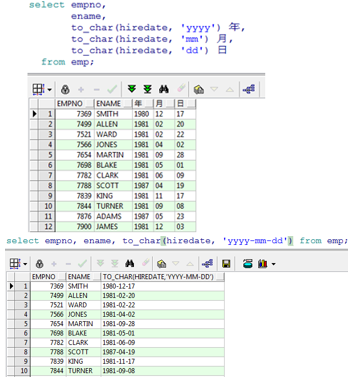 select empno,
ename,
to_char(hiredate, 'yyyy') 年,
to_char(hiredate, 'mm') 月,
to_char(hiredate, 'dd') 日
from emp;
EMPNO ENAME 年 月 日
1 7369 SMITH 1980 12 17
2 7499 ALLEN 1981 02 20
3 7521 WARD 1981 02 22
4 7566 JONES 1981 04 02
5 7654 MARTIN 1981 09 28
6 7698 BLAKE 1981 05 01
7 7782 CLARK 1981 06 09
8 7788 SCOTT 1987 04 19
9 7839 KING 1981 11 17
10 7844 TURNER 1981 09 08
11 7876 ADAMS 1987 05 23
12 7900 JAMES 1981 12 03
select empno, ename, to_char(hiredate, 'yyyy-mm-dd') from emp;
EMPNO ENAME TO_CHAR(HIREDATE,'YYYY-MM-DD')
1 7369 SMITH 1980-12-17
2 7499 ALLEN 1981-02-20
3 7521 WARD 1981-02-22
4 7566 JONES 1981-04-02
5 7654 MARTIN 1981-09-28
6 7698 BLAKE 1981-05-01
7 7782 CLARK 1981-06-09
8 7788 SCOTT 1987-04-19
9 7839 KING 1981-11-17
10 7844 TURNER 1981-09-08